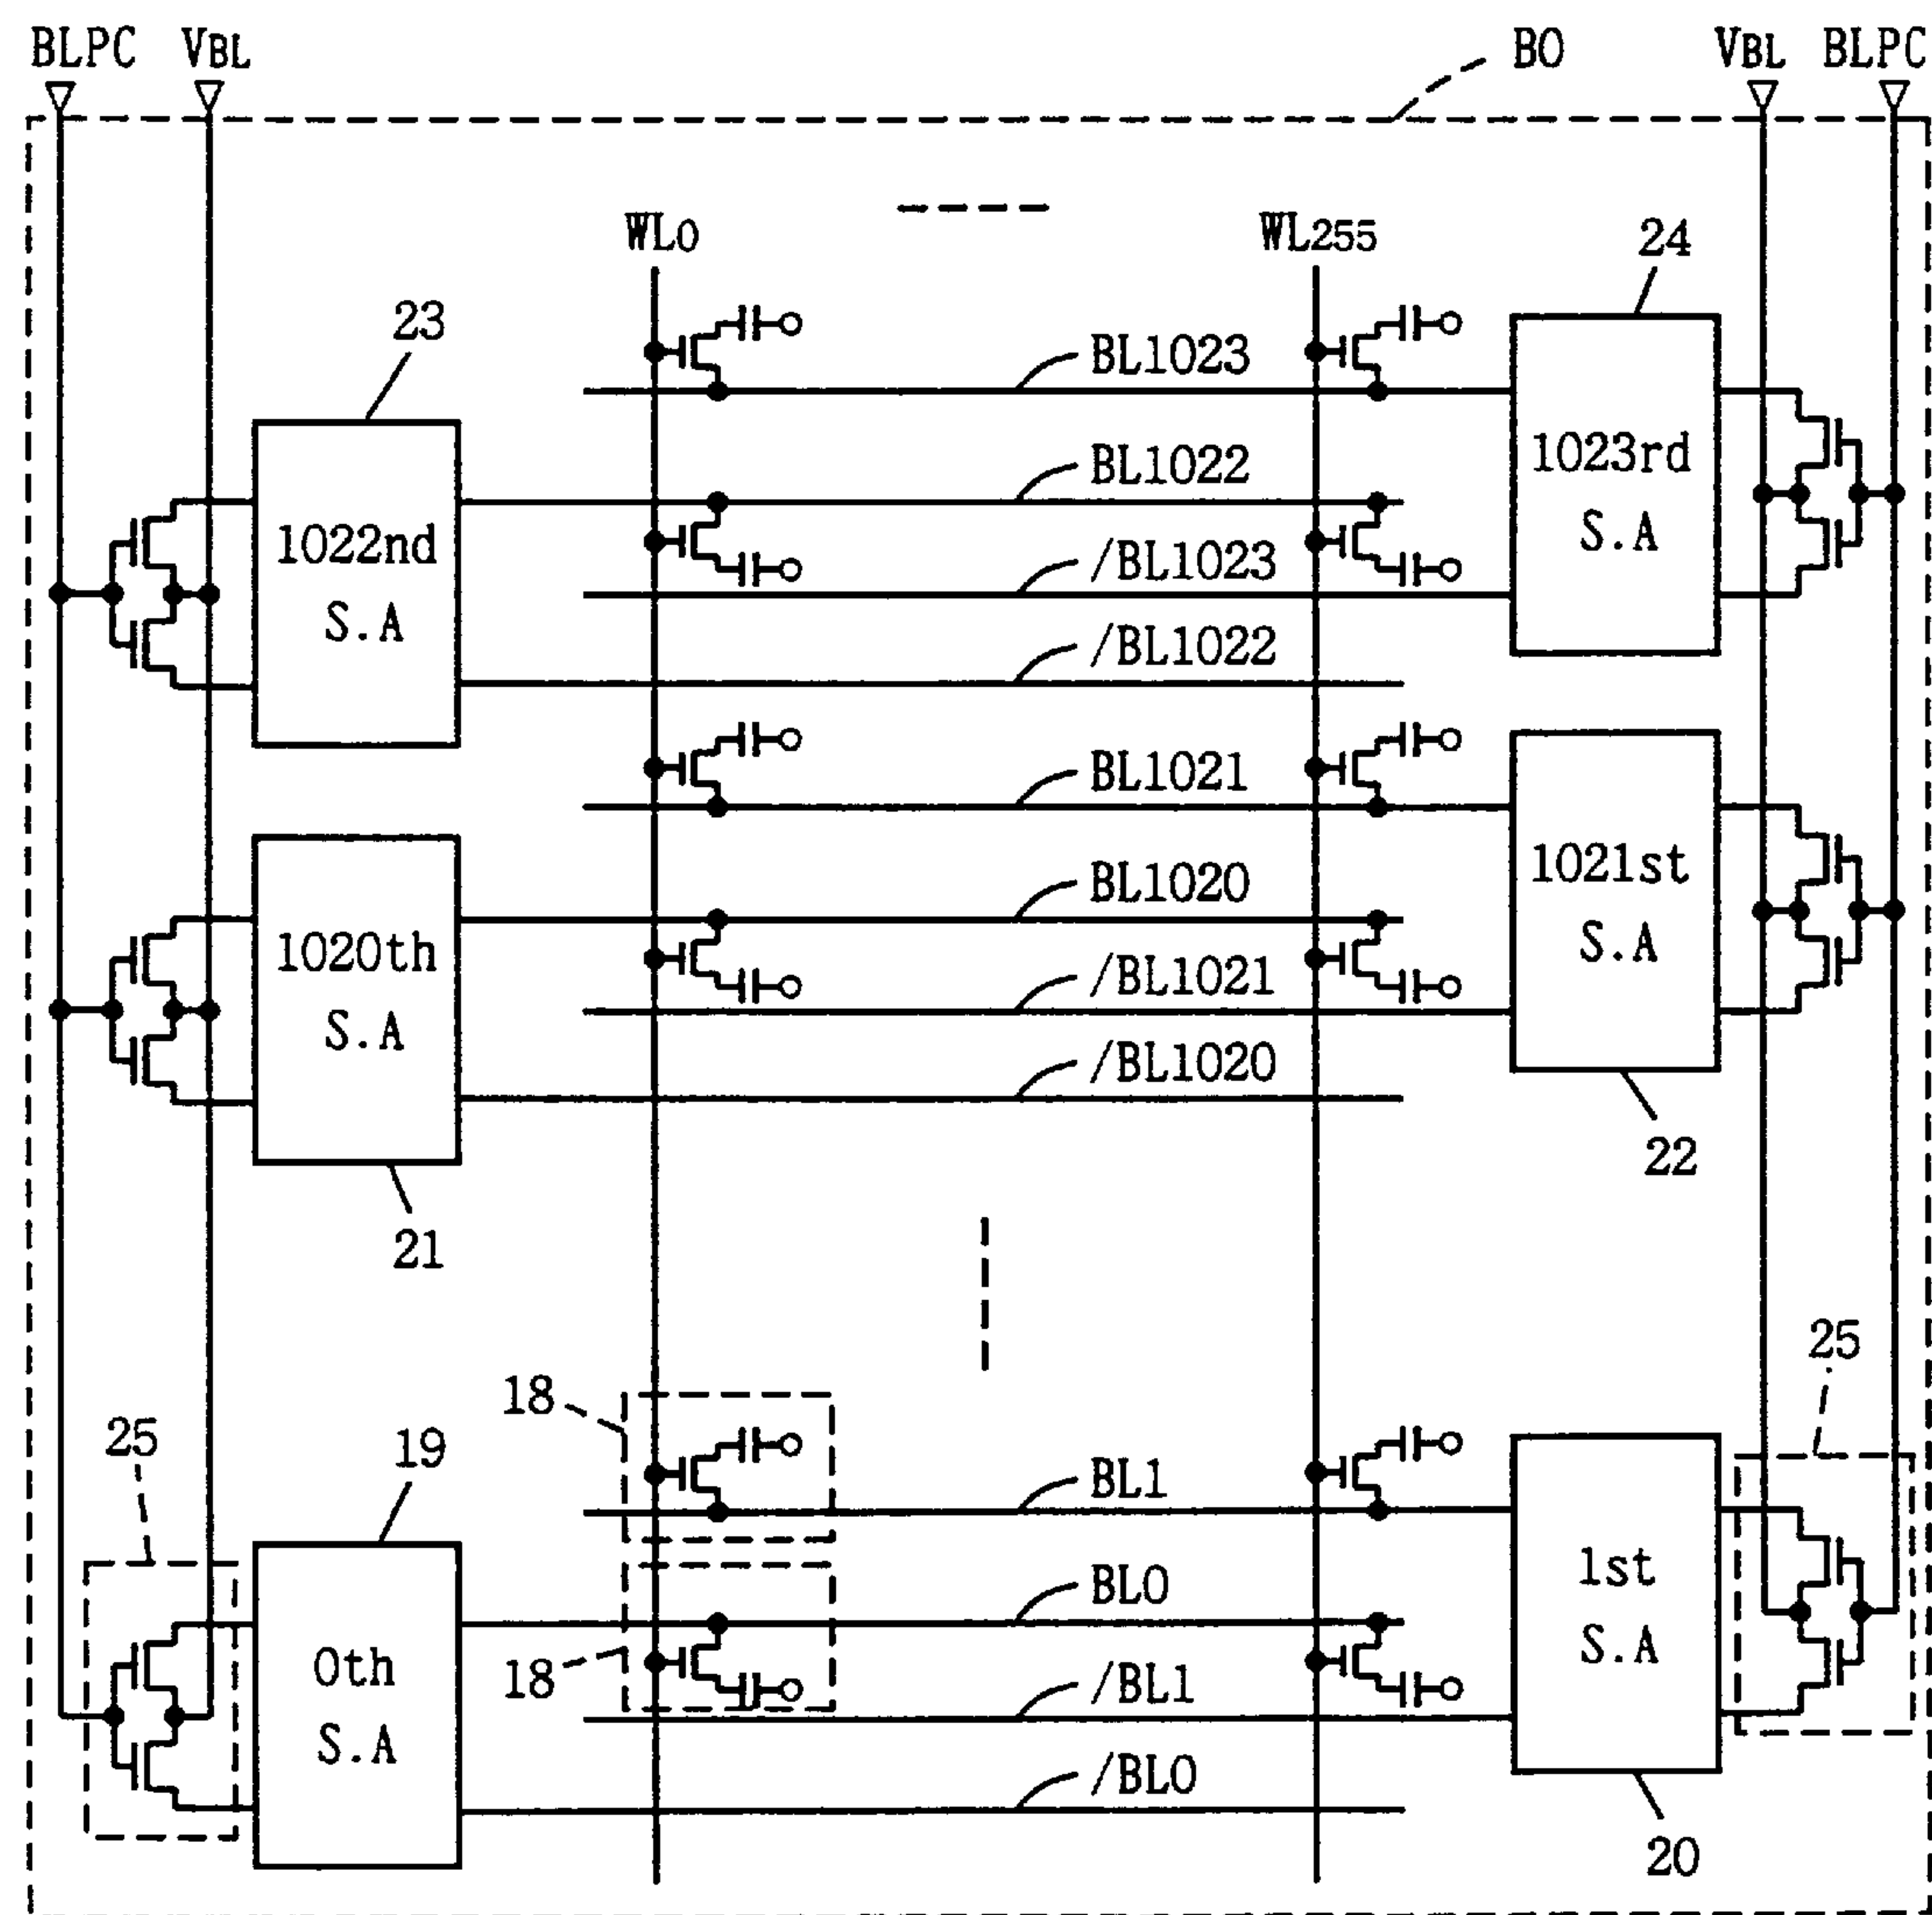 BLPC VBL BO VBL BLPC
WL0 WL255 24
23
BL1023
1023rd
S.A
BL1022
1022nd
S.A
/BL1023
/BL1022
BL1021
1021st
S.A
BL1020
1020th
S.A
/BL1021
/BL1020
22
21
25
18
25 19
BL1
1st
S.A
BL0
0th
S.A
18
/BL1
/BL0
20